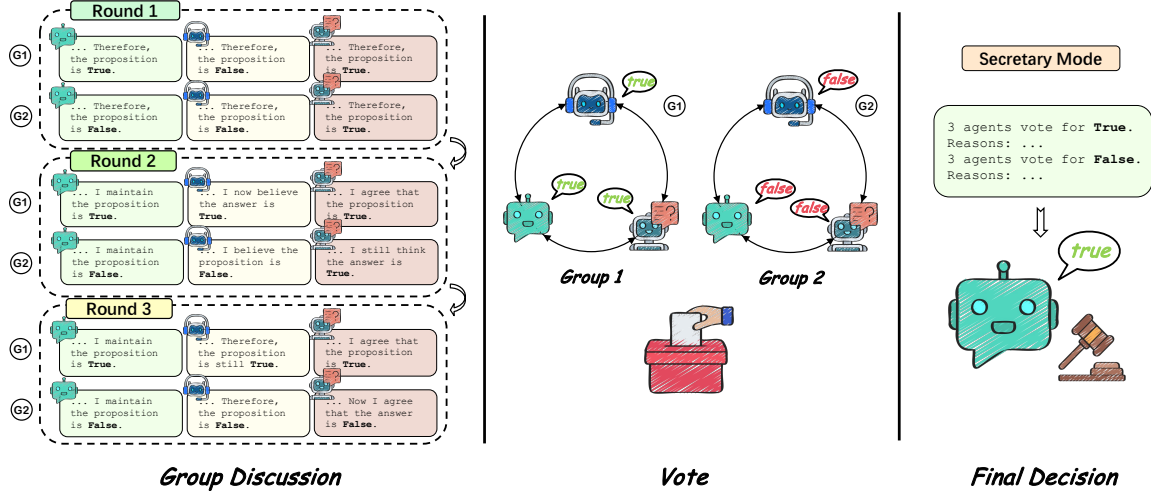 Round 1
G1
... Therefore,
the proposition
is True.
... Therefore,
the proposition
is False.
... Therefore,
the proposition
is True.
G2
... Therefore,
the proposition
is False.
... Therefore,
the proposition
is False.
... Therefore,
the proposition
is True.
Round 2
G1
... I maintain
the proposition
is True.
... I now believe
the answer is
True.
... I agree that
the proposition
is True.
G2
... I maintain
the proposition
is False.
... I believe the
proposition is
False.
... I still think
the answer is
True.
Round 3
G1
... I maintain
the proposition
is True.
... Therefore,
the proposition
is still True.
... I agree that
the proposition
is True.
G2
... I maintain
the proposition
is False.
... Therefore,
the proposition
is False.
... Now I agree
that the answer
is False.
Group Discussion
true
G1
true
true
Group 1
false
G2
false
false
Group 2
Vote
Secretary Mode
3 agents vote for True.
Reasons: ...
3 agents vote for False.
Reasons: ...
true
Final Decision